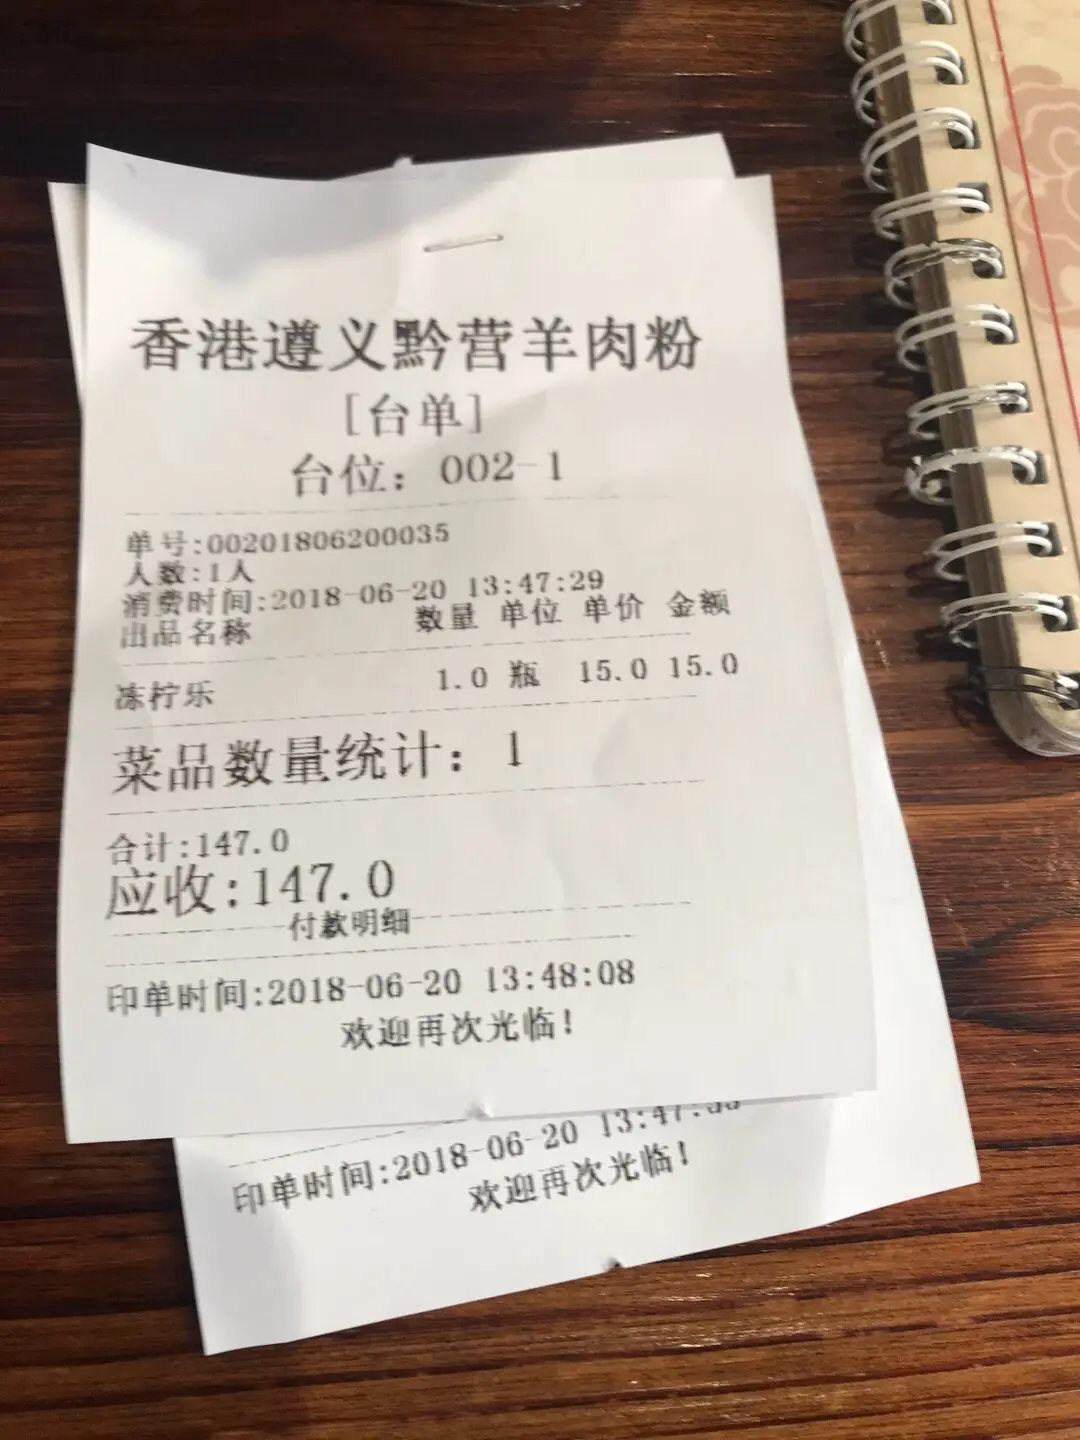 香港遵义黔营羊肉粉
[台单]
台位：002-1
单号:00201806200035
人数:1人
消费时间:2018-06-20 13:47:29
出品名称 数量 单位 单价 金额
冻柠乐 1.0 瓶 15.0 15.0
菜品数量统计：1
合计:147.0
应收:147.0
付款明细
印单时间:2018-06-20 13:48:08
欢迎再次光临!
印单时间:2018-06-20
欢迎再次光临!